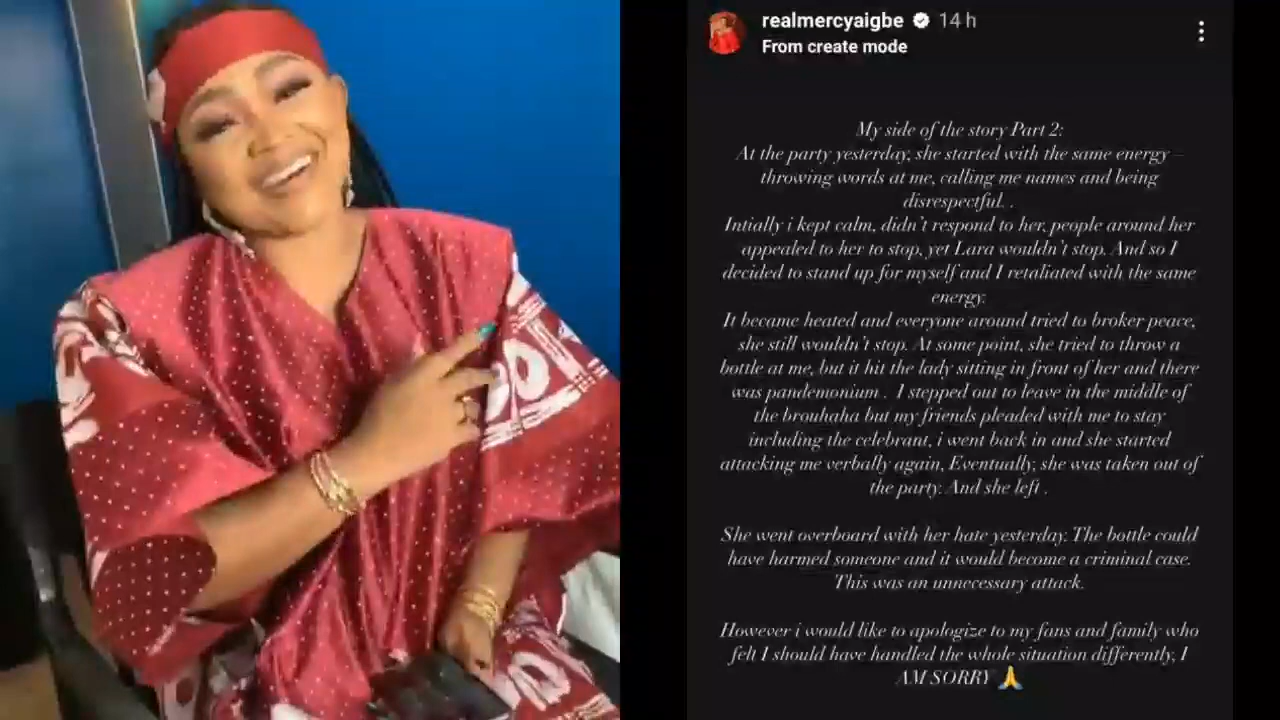 realmercyaigbe 14 h
From create mode
My side of the story Part 2:
At the party yesterday, she started with the same energy –
throwing words at me, calling me names and being
disrespectful. .
Intially i kept calm, didn't respond to her, people around her
appealed to her to stop, yet Lara wouldn't stop. And so I
decided to stand up for myself and I retaliated with the same
energy.
It became heated and everyone around tried to broker peace,
she still wouldn't stop. At some point, she tried to throw a
bottle at me, but it hit the lady sitting in front of her and there
was pandemonium . I stepped out to leave in the middle of
the brouhaha but my friends pleaded with me to stay
including the celebrant, i went back in and she started
attacking me verbally again, Eventually, she was taken out of
the party. And she left .
She went overboard with her hate yesterday. The bottle could
have harmed someone and it would become a criminal case.
This was an unnecessary attack.
However i would like to apologize to my fans and family who
felt I should have handled the whole situation differently, I
AM SORRY 🙏